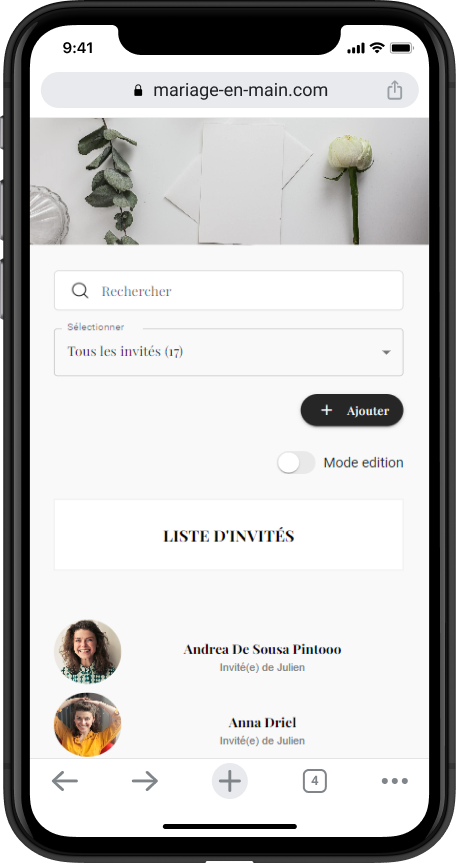 9:41
mariage-en-main.com
Rechercher
Sélectionner
Tous les invités (17)
+ Ajouter
Mode edition
LISTE D'INVITÉS
Andrea De Sousa Pintooo
Invité(e) de Julien
Anna Driel
Invité(e) de Julien
4